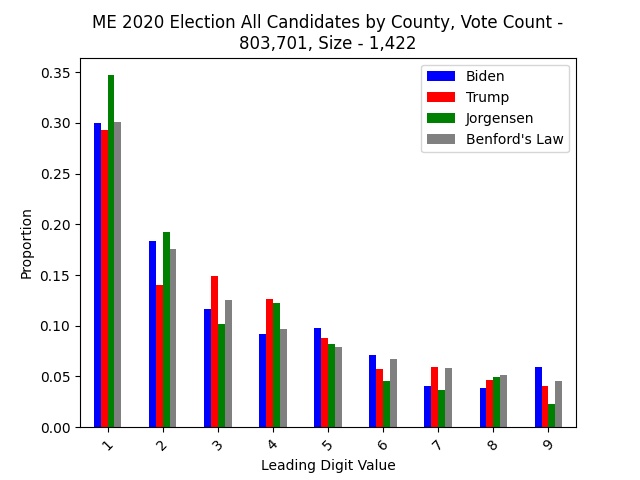 ME 2020 Election All Candidates by County, Vote Count -
803,701, Size - 1,422
Biden
Trump
Jorgensen
Benford's Law
Proportion
0.35
0.30
0.25
0.20
0.15
0.10
0.05
0.00
1 2 3 4 5 6 7 8 9
Leading Digit Value